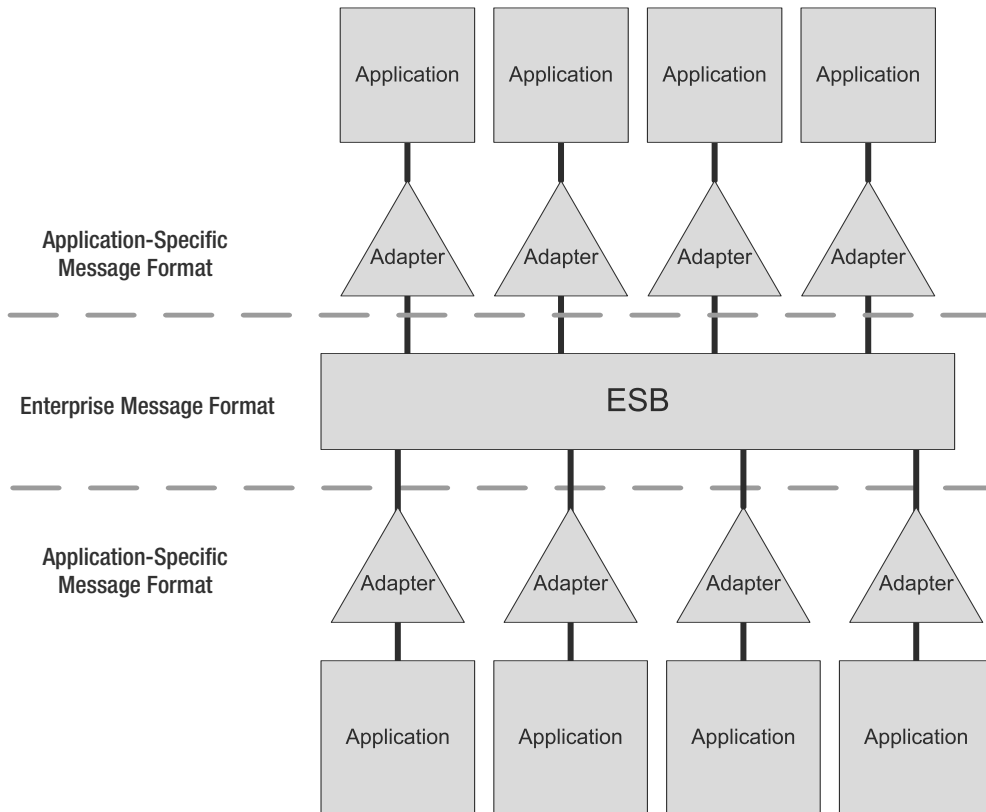 Application
Application
Application
Application
Application-Specific
Message Format
Adapter
Adapter
Adapter
Adapter
Enterprise Message Format
ESB
Application-Specific
Message Format
Adapter
Adapter
Adapter
Adapter
Application
Application
Application
Application